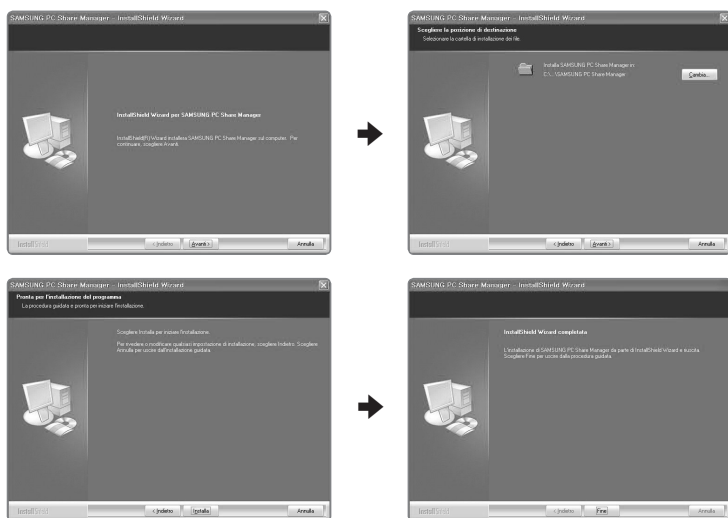 SAMSUNG PC Share Manager - InstallShield Wizard
InstallShield Wizard per SAMSUNG PC Share Manager
InstallShield(R) Wizard installera SAMSUNG PC Share Manager sul computer. Per
continuare, scegliere Avanti.
InstallShield
< Indietro
Avanti >
Annulla
SAMSUNG PC Share Manager - InstallShield Wizard
Scegliere la posizione di destinazione
Selezionare la cartella di installazione dei file.
Installa SAMSUNG PC Share Manager in:
C:\...\SAMSUNG PC Share Manager
Cambia...
InstallShield
< Indietro
Avanti >
Annulla
SAMSUNG PC Share Manager - InstallShield Wizard
Pronta per l'installazione del programma
La procedura guidata e pronta per iniziare l'installazione.
Scegliere Installa per iniziare l'installazione.
Per rivedere o modificare qualsiasi impostazione di installazione, scegliere Indietro. Scegliere
Annulla per uscire dall'installazione guidata.
InstallShield
< Indietro
Installa
Annulla
SAMSUNG PC Share Manager - InstallShield Wizard
InstallShield Wizard completata
L'installazione di SAMSUNG PC Share Manager da parte di InstallShield Wizard e riuscita.
Scegliere Fine per uscire dalla procedura guidata.
InstallShield
< Indietro
Fine
Annulla